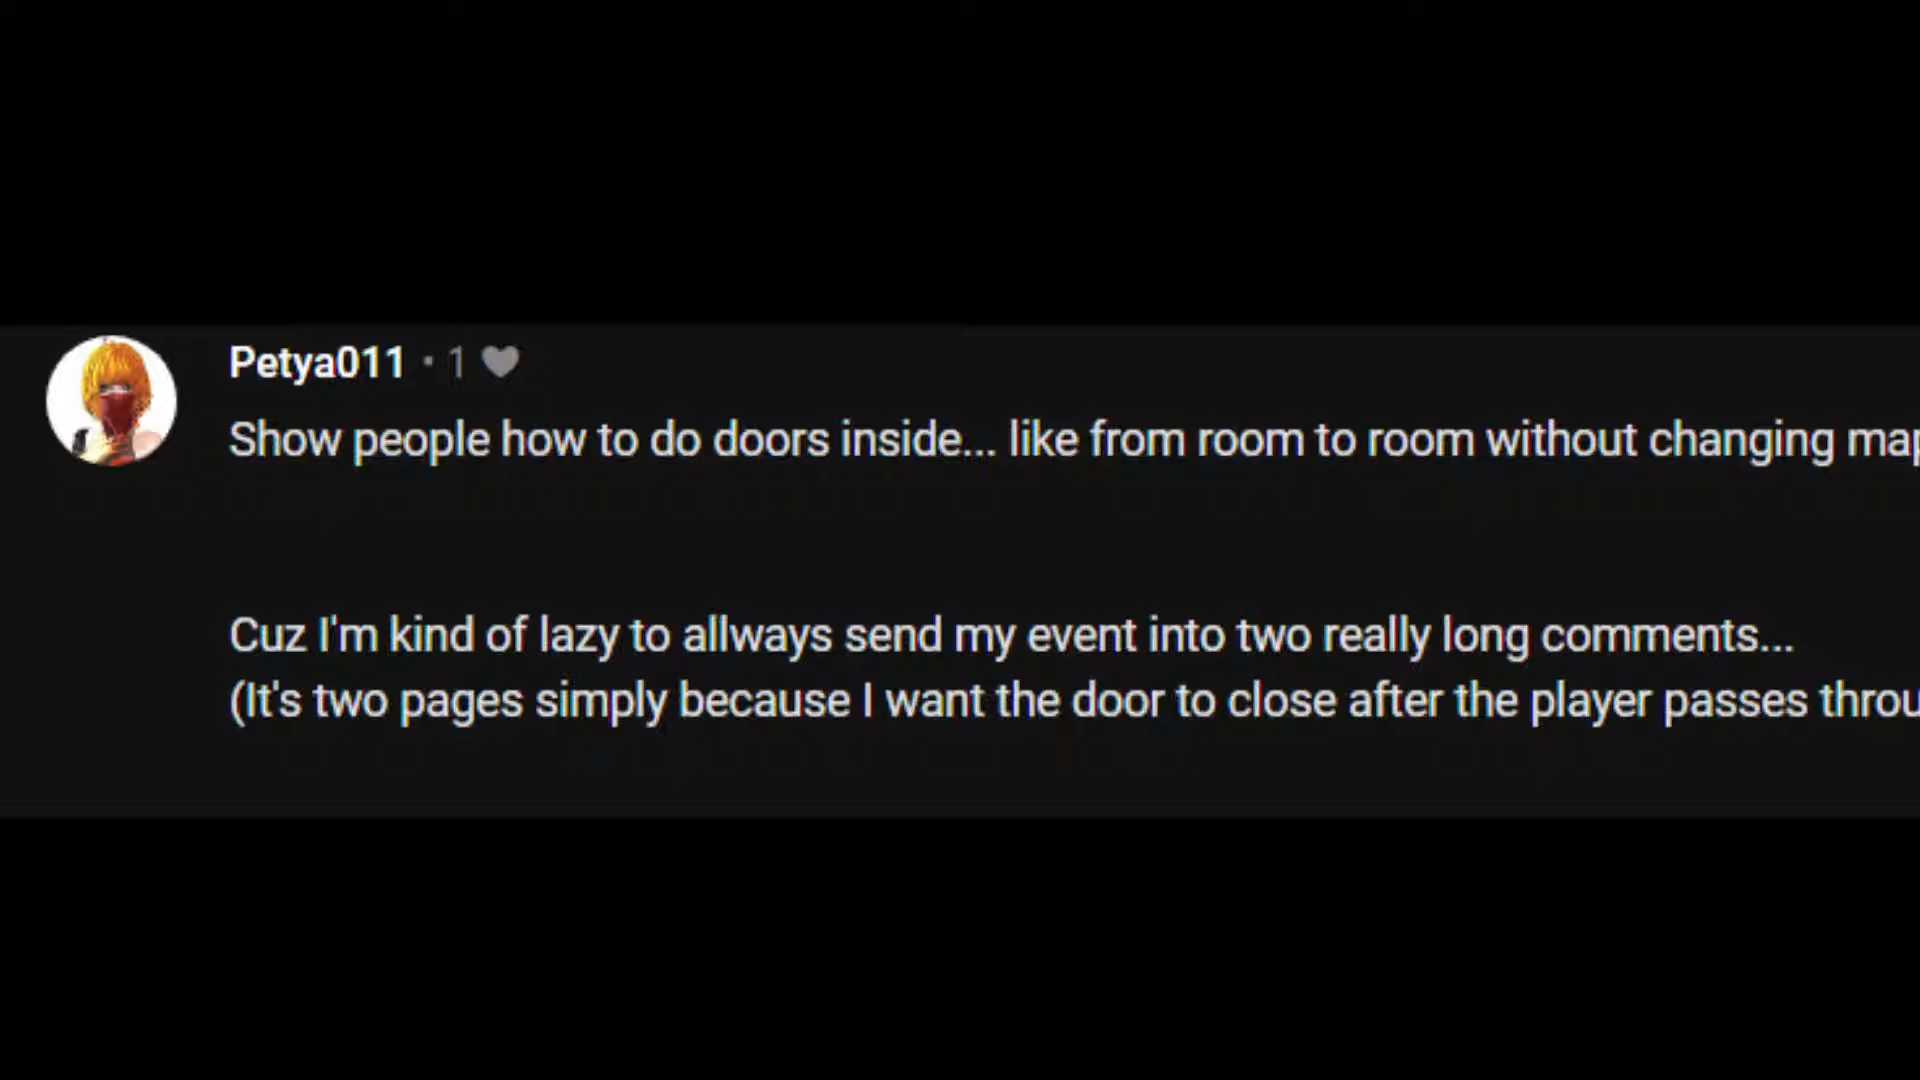 Petya011 · 1
Show people how to do doors inside... like from room to room without changing
Cuz I'm kind of lazy to allways send my event into two really long comments...
(It's two pages simply because I want the door to close after the player passes